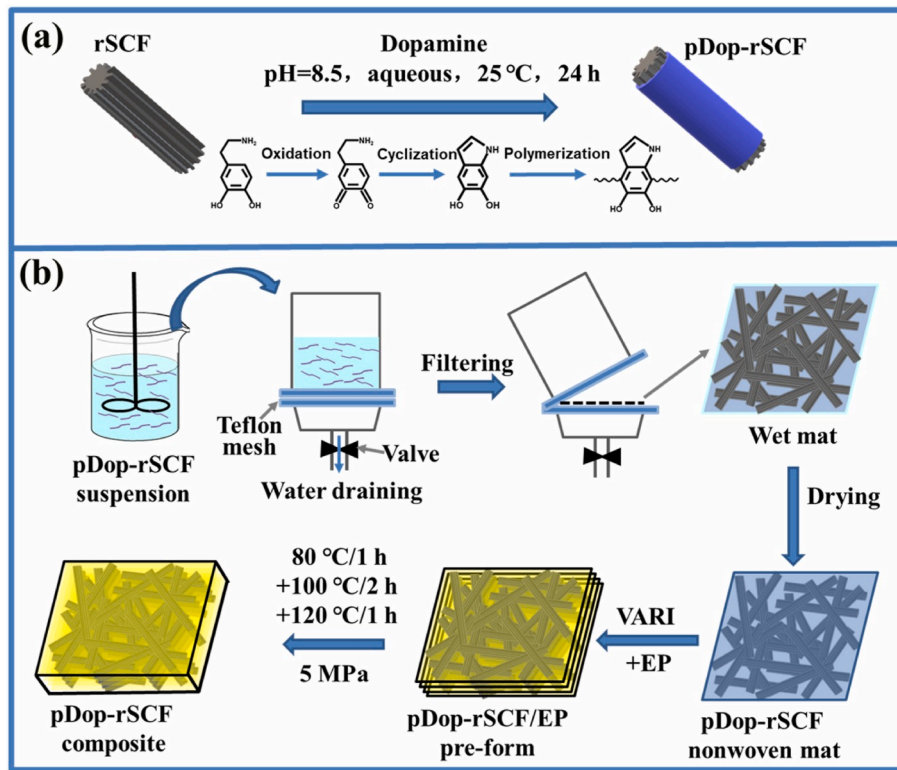 (a)
rSCF
Dopamine
pH=8.5，aqueous，25 °C，24 h
pDop-rSCF
NH₂
HO
OH
Oxidation
NH₂
O
O
Cyclization
NH
HO
OH
Polymerization
NH
HO
OH
(b)
pDop-rSCF
suspension
Teflon
mesh
Valve
Water draining
Filtering
Wet mat
Drying
pDop-rSCF
nonwoven mat
VARI
+EP
pDop-rSCF/EP
pre-form
80 °C/1 h
+100 °C/2 h
+120 °C/1 h
5 MPa
pDop-rSCF
composite